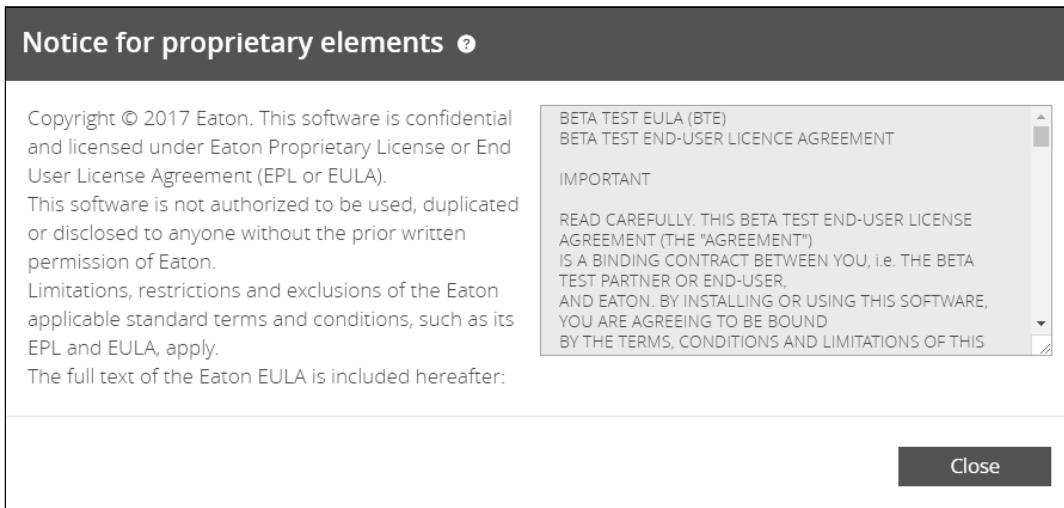 Notice for proprietary elements ?
Copyright © 2017 Eaton. This software is confidential
and licensed under Eaton Proprietary License or End
User License Agreement (EPL or EULA).
This software is not authorized to be used, duplicated
or disclosed to anyone without the prior written
permission of Eaton.
Limitations, restrictions and exclusions of the Eaton
applicable standard terms and conditions, such as its
EPL and EULA, apply.
The full text of the Eaton EULA is included hereafter:
BETA TEST EULA (BTE)
BETA TEST END-USER LICENCE AGREEMENT
IMPORTANT
READ CAREFULLY. THIS BETA TEST END-USER LICENSE
AGREEMENT (THE "AGREEMENT")
IS A BINDING CONTRACT BETWEEN YOU, i.e. THE BETA
TEST PARTNER OR END-USER,
AND EATON. BY INSTALLING OR USING THIS SOFTWARE,
YOU ARE AGREEING TO BE BOUND
BY THE TERMS, CONDITIONS AND LIMITATIONS OF THIS
Close